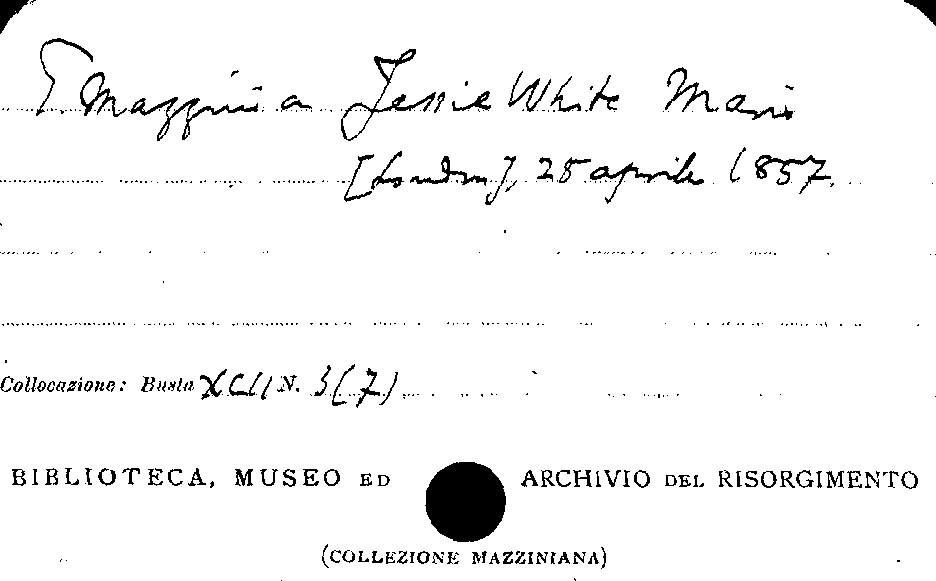 G. Mazzini a Jessie White Mario
[Londra], 25 aprile 1857.
Collocazione: Busta XCII N. 3(7)
BIBLIOTECA, MUSEO ED ARCHIVIO DEL RISORGIMENTO
(COLLEZIONE MAZZINIANA)